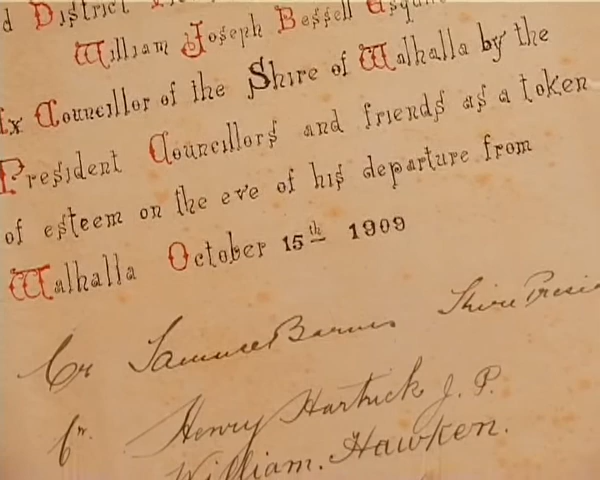 d District
William Joseph Bessell Esquire
Ex Councillor of the Shire of Walhalla by the
President Councillors and friends as a token
of esteem on the eve of his departure from
Walhalla October 15th 1909
Cr Samuel Barnes Shire Presi
Cr. Henry Hartrick J. P.
William. Hawken.